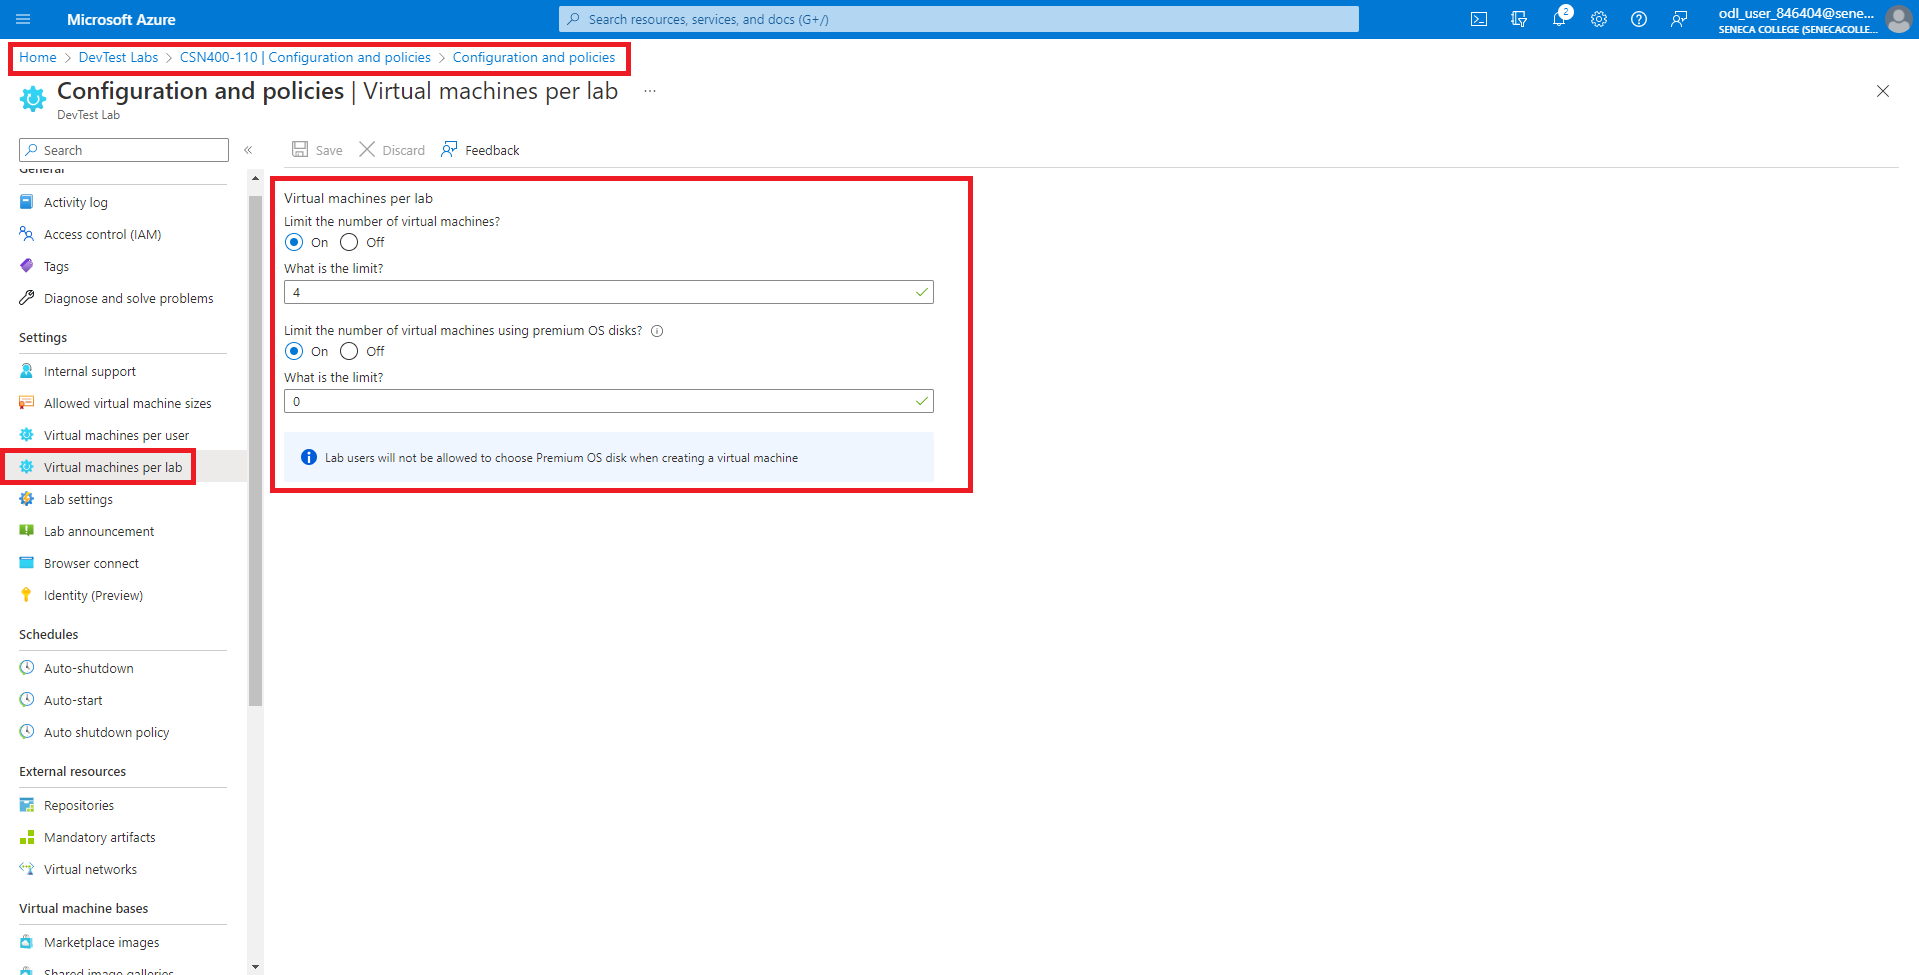 Microsoft Azure
Search resources, services, and docs (G+/)
2
odl_user_846404@sene...
SENECA COLLEGE (SENECACOLLE...
Home > DevTest Labs > CSN400-110 | Configuration and policies > Configuration and policies
Configuration and policies | Virtual machines per lab ...
DevTest Lab
Search
«
Save
Discard
Feedback
General
Activity log
Access control (IAM)
Tags
Diagnose and solve problems
Settings
Internal support
Allowed virtual machine sizes
Virtual machines per user
Virtual machines per lab
Lab settings
Lab announcement
Browser connect
Identity (Preview)
Schedules
Auto-shutdown
Auto-start
Auto shutdown policy
External resources
Repositories
Mandatory artifacts
Virtual networks
Virtual machine bases
Marketplace images
Shared image galleries
Virtual machines per lab
Limit the number of virtual machines?
On Off
What is the limit?
4
Limit the number of virtual machines using premium OS disks?
On Off
What is the limit?
0
Lab users will not be allowed to choose Premium OS disk when creating a virtual machine